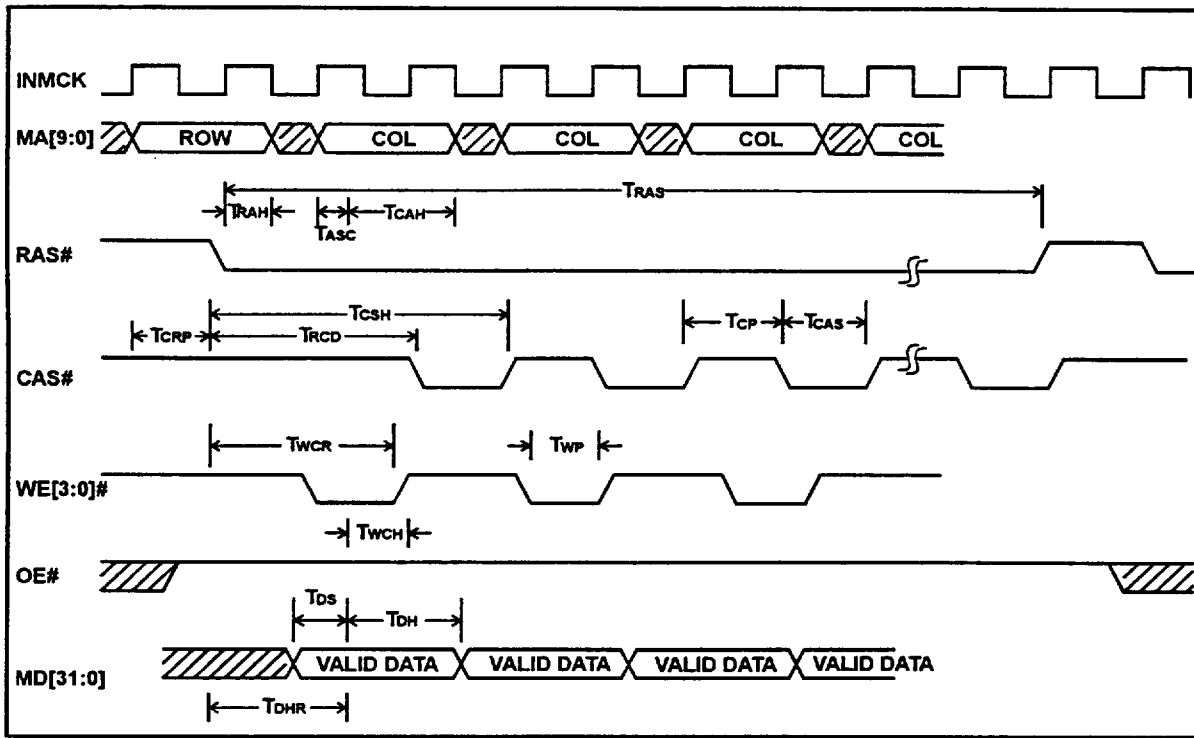 INMCK
MA[9:0] ROW COL COL COL COL
TRAS
TRAH TCAH
TASC
RAS#
TCSH
TCRP TRCD TCP TCAS
CAS#
TWCR TWP
WE[3:0]#
TWCH
OE#
TDS TDH
MD[31:0] VALID DATA VALID DATA VALID DATA VALID DATA
TDHR